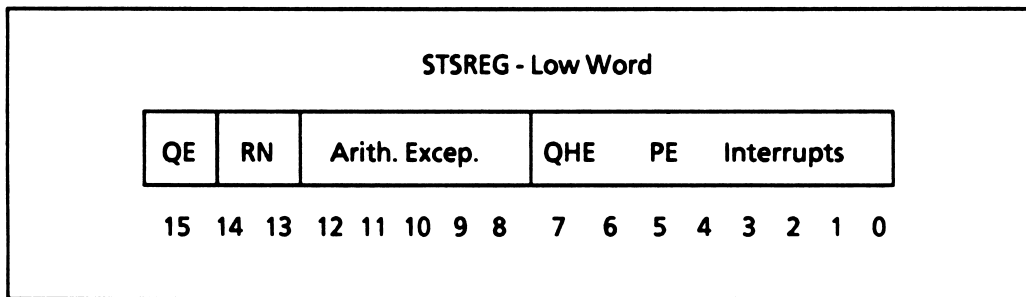 STSREG - Low Word
QE RN Arith. Excep. QHE PE Interrupts
15 14 13 12 11 10 9 8 7 6 5 4 3 2 1 0